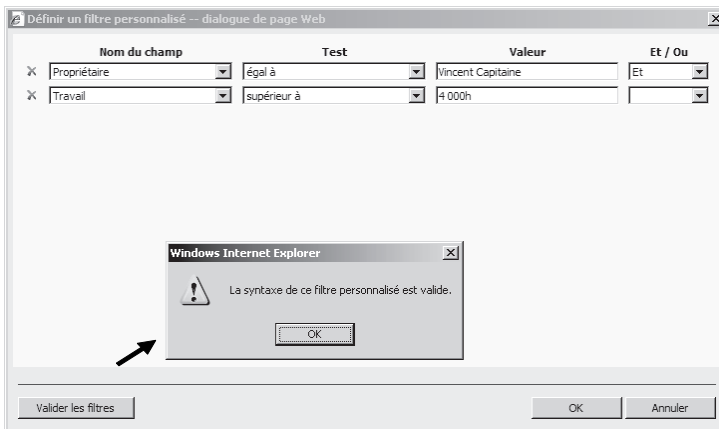 Définir un filtre personnalisé -- dialogue de page Web
Nom du champ Test Valeur Et / Ou
Propriétaire égal à Vincent Capitaine Et
Travail supérieur à 4 000h
Windows Internet Explorer
La syntaxe de ce filtre personnalisé est valide.
OK
Valider les filtres OK Annuler